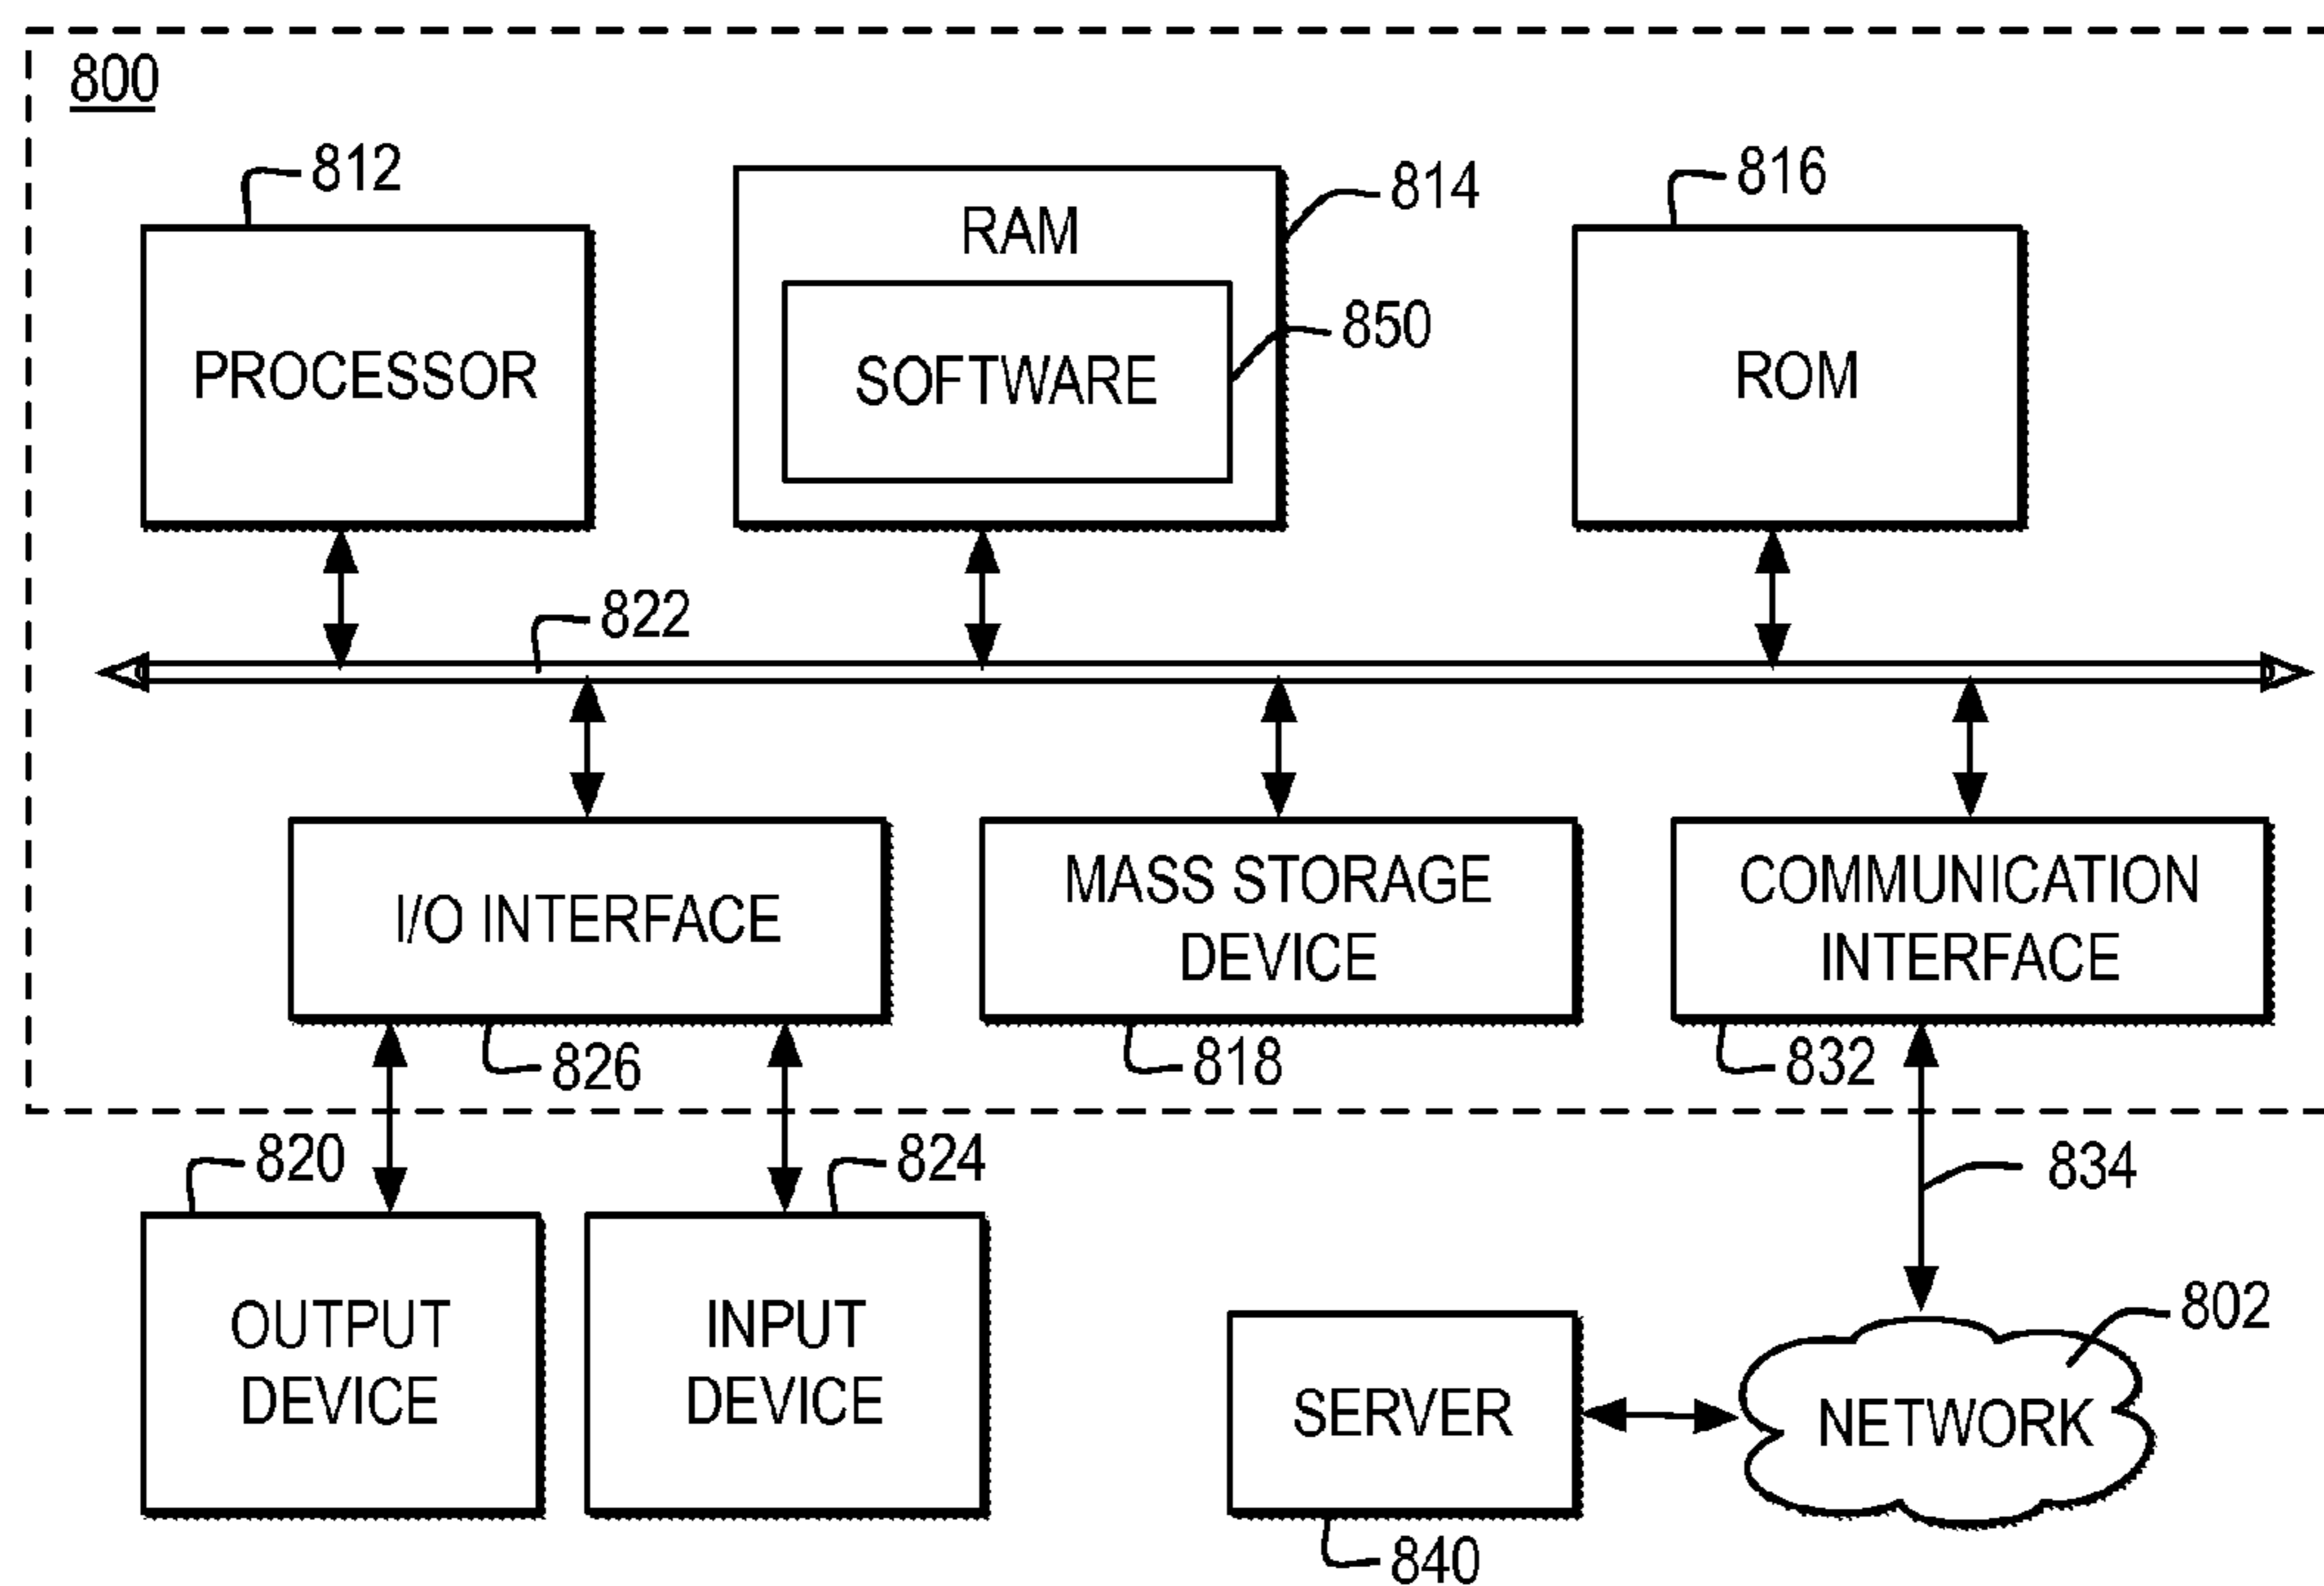 800
812
814
816
RAM
850
PROCESSOR
SOFTWARE
ROM
822
I/O INTERFACE
MASS STORAGE
DEVICE
COMMUNICATION
INTERFACE
826
818
832
820
824
834
OUTPUT
DEVICE
INPUT
DEVICE
802
SERVER
NETWORK
840